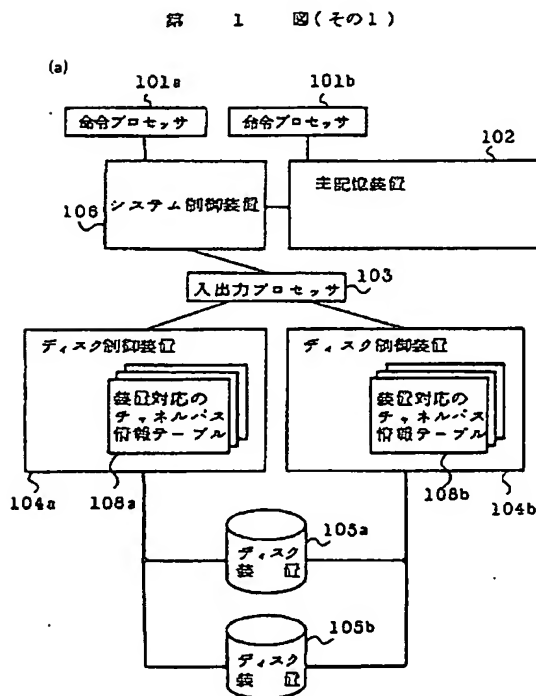 第 1 図(その1)
(a)
101a
101b
命令プロセッサ
命令プロセッサ
102
106
システム制御装置
主記憶装置
103
入出力プロセッサ
ディスク制御装置
ディスク制御装置
装置対応の
チャネルパス
情報テーブル
装置対応の
チャネルパス
情報テーブル
104a
108a
108b
104b
105a
ディスク
装 置
105b
ディスク
装 置